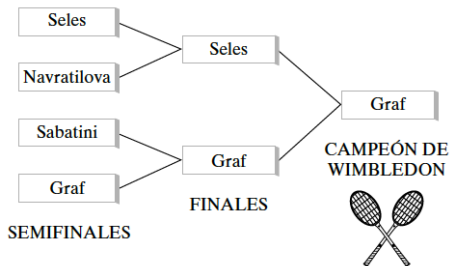 Seles
Navratilova
Sabatini
Graf
SEMIFINALES
Seles
Graf
FINALES
Graf
CAMPEÓN DE
WIMBLEDON